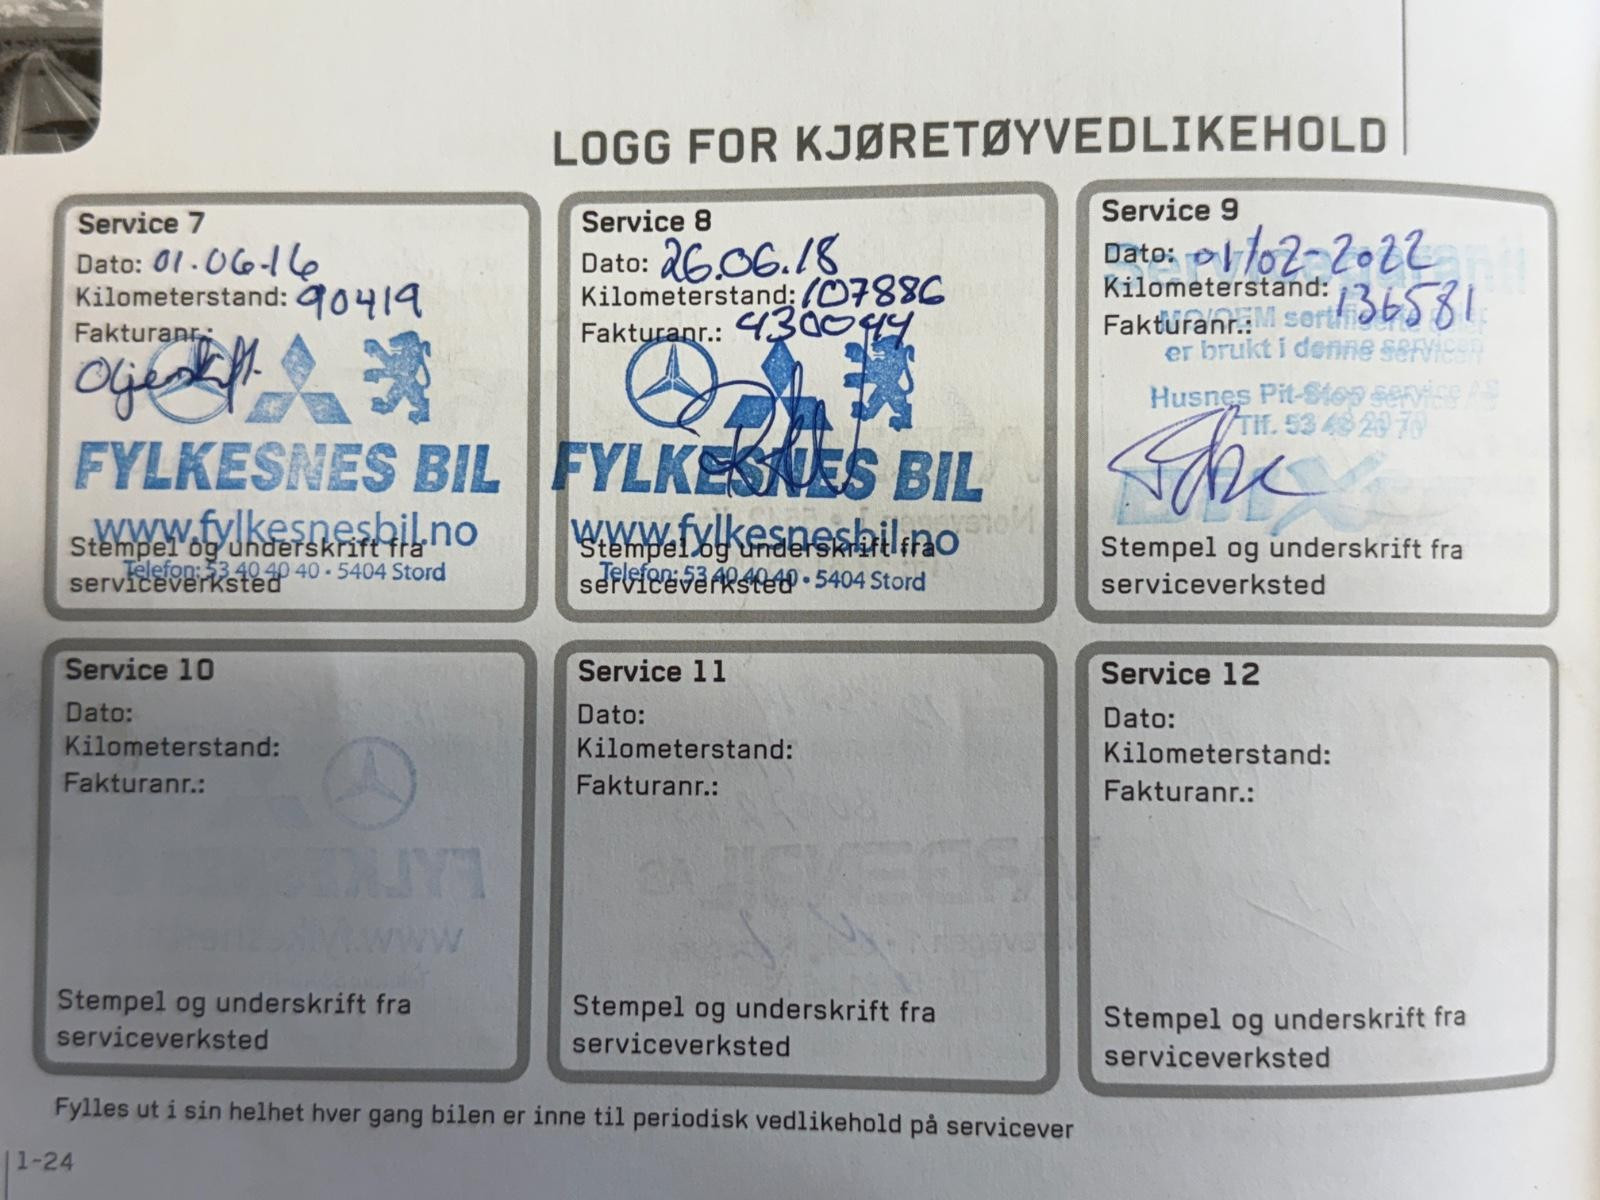 LOGG FOR KJØRETØYVEDLIKEHOLD
Service 7
Dato: 01.06.16
Kilometerstand: 90419
Fakturanr.:
Oljeskift.
FYLKESNES BIL
www.fylkesnesbil.no
Stempel og underskrift fra
Telefon: 53 40 40 40 • 5404 Stord
serviceverksted
Service 8
Dato: 26.06.18
Kilometerstand: 107886
Fakturanr.: 430044
FYLKESNES BIL
www.fylkesnesbil.no
Stempel og underskrift fra
Telefon: 53 40 40 40 • 5404 Stord
serviceverksted
Service 9
Dato: 01/02-2022
Servicegaranti
Kilometerstand: 136581
Fakturanr.:
er brukt i denne servicen
Husnes Pit-Stop service AS
Tlf. 53 48 20 70
Stempel og underskrift fra
serviceverksted
Service 10
Dato:
Kilometerstand:
Fakturanr.:
Stempel og underskrift fra
serviceverksted
Service 11
Dato:
Kilometerstand:
Fakturanr.:
Stempel og underskrift fra
serviceverksted
Service 12
Dato:
Kilometerstand:
Fakturanr.:
Stempel og underskrift fra
serviceverksted
Fylles ut i sin helhet hver gang bilen er inne til periodisk vedlikehold på servicever
1-24